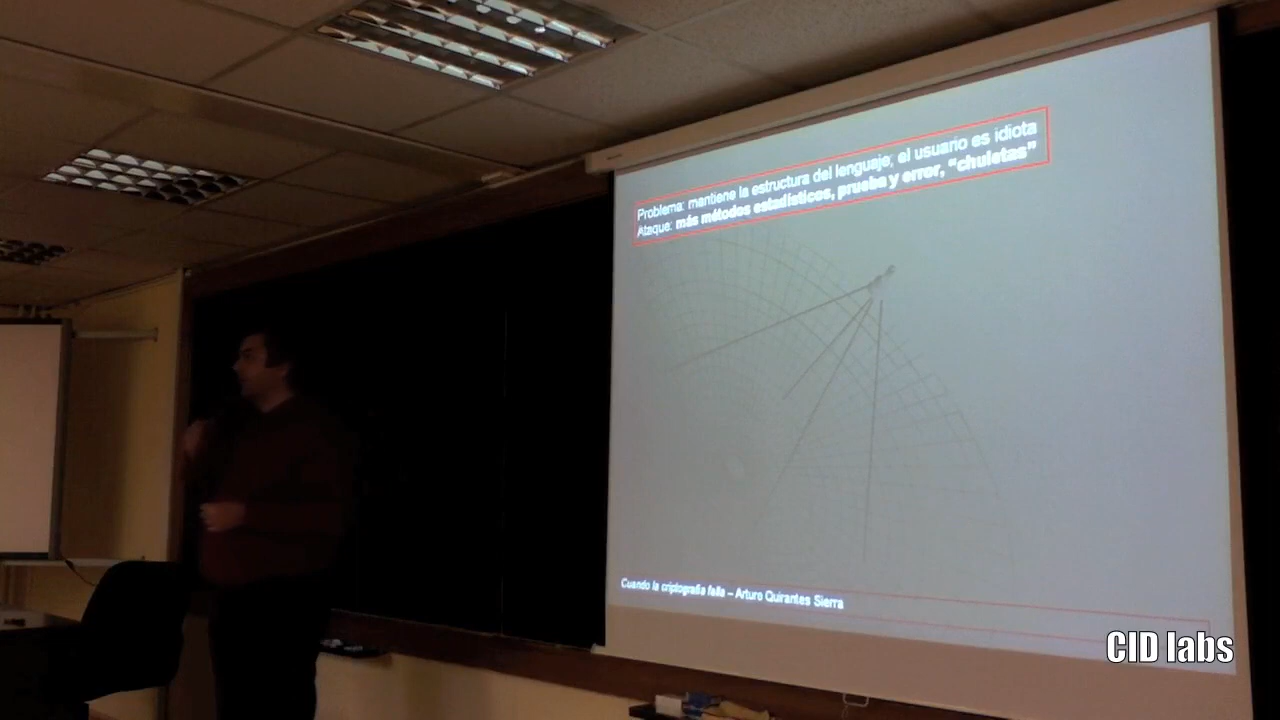 Problema: mantiene la estructura del lenguaje; el usuario es idiota
Ataque: más métodos estadísticos, prueba y error, “chuletas”
Cuando la criptografia falla – Arturo Quirantes Sierra
CID labs